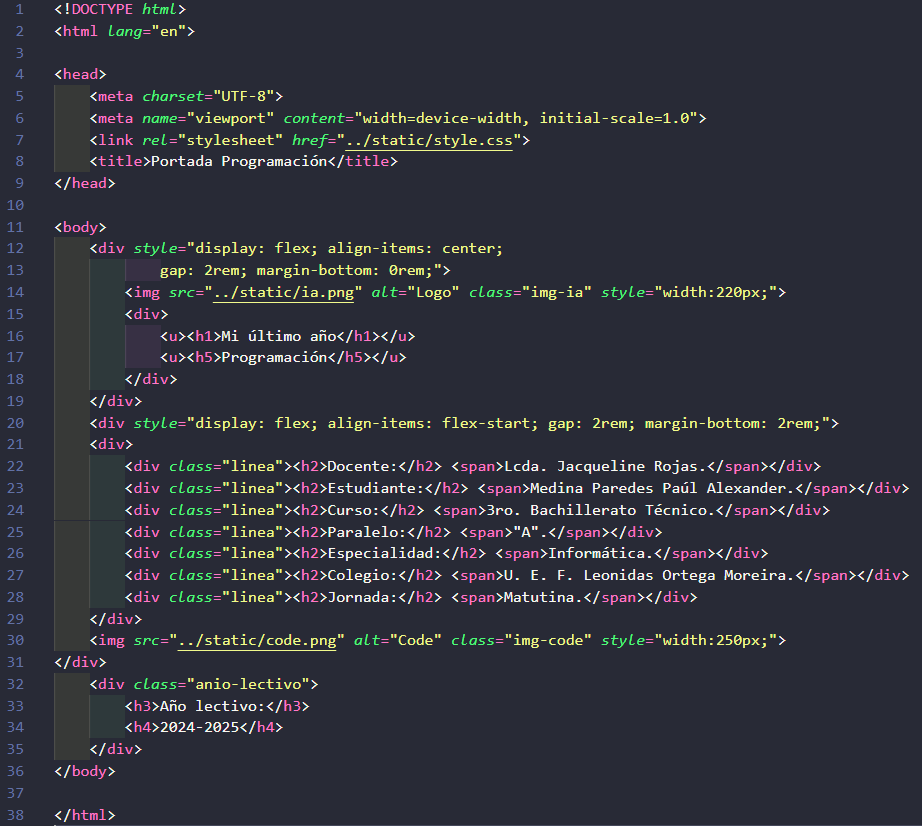 1 <!DOCTYPE html>
2 <html lang="en">
3
4 <head>
5     <meta charset="UTF-8">
6     <meta name="viewport" content="width=device-width, initial-scale=1.0">
7     <link rel="stylesheet" href="../static/style.css">
8     <title>Portada Programación</title>
9 </head>
10
11 <body>
12     <div style="display: flex; align-items: center;
13             gap: 2rem; margin-bottom: 0rem;">
14         <img src="../static/ia.png" alt="Logo" class="img-ia" style="width:220px;">
15         <div>
16             <u><h1>Mi último año</h1></u>
17             <u><h5>Programación</h5></u>
18         </div>
19     </div>
20     <div style="display: flex; align-items: flex-start; gap: 2rem; margin-bottom: 2rem;">
21     <div>
22         <div class="linea"><h2>Docente:</h2> <span>Lcda. Jacqueline Rojas.</span></div>
23         <div class="linea"><h2>Estudiante:</h2> <span>Medina Paredes Paúl Alexander.</span></div>
24         <div class="linea"><h2>Curso:</h2> <span>3ro. Bachillerato Técnico.</span></div>
25         <div class="linea"><h2>Paralelo:</h2> <span>"A".</span></div>
26         <div class="linea"><h2>Especialidad:</h2> <span>Informática.</span></div>
27         <div class="linea"><h2>Colegio:</h2> <span>U. E. F. Leonidas Ortega Moreira.</span></div>
28         <div class="linea"><h2>Jornada:</h2> <span>Matutina.</span></div>
29     </div>
30     <img src="../static/code.png" alt="Code" class="img-code" style="width:250px;">
31 </div>
32     <div class="anio-lectivo">
33         <h3>Año lectivo:</h3>
34         <h4>2024-2025</h4>
35     </div>
36 </body>
37
38 </html>